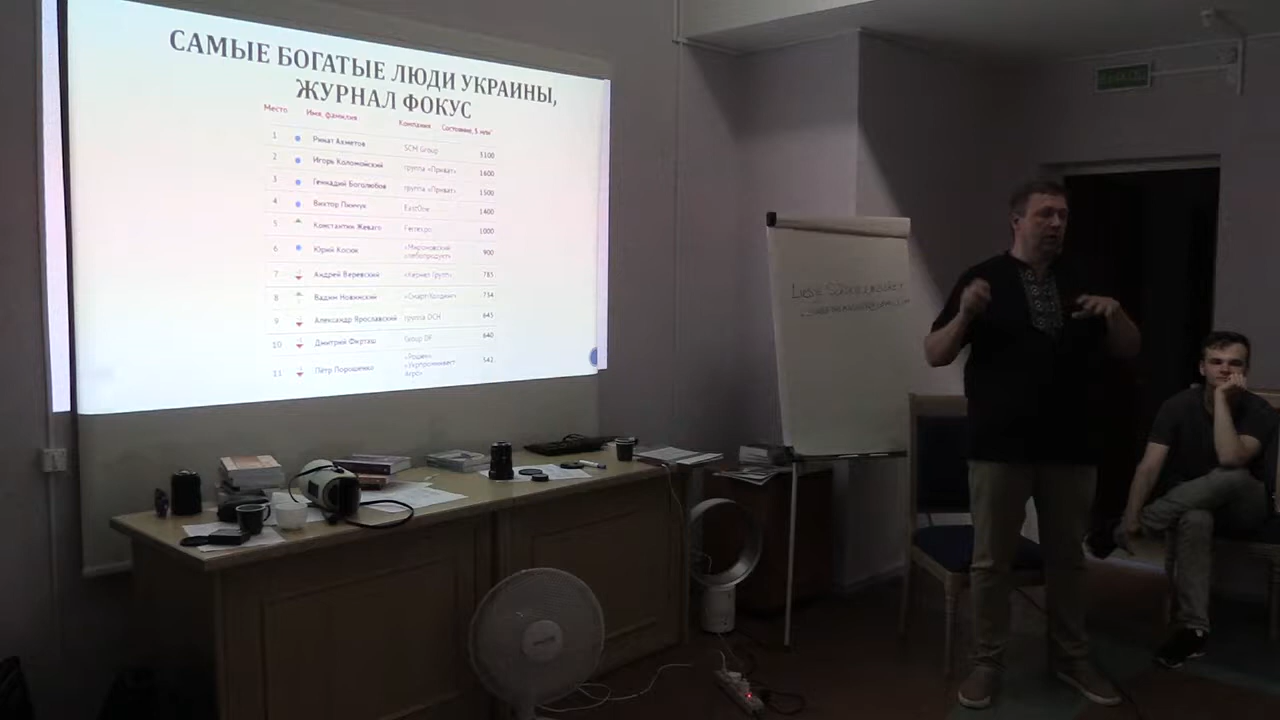 САМЫЕ БОГАТЫЕ ЛЮДИ УКРАИНЫ,
ЖУРНАЛ ФОКУС
Место Имя, фамилия Компания Состояние, $ млн
1 Ринат Ахметов SCM Group 3100
2 Игорь Коломойский группа «Приват» 1600
3 Геннадий Боголюбов группа «Приват» 1500
4 Виктор Пинчук EastOne 1400
5 Константин Жеваго Ferrexpo 1000
6 Юрий Косюк «Мироновский хлебопродукт» 900
7 Андрей Веревский «Кернел Групп» 785
8 Вадим Новинский «Смарт-Холдинг» 734
9 Александр Ярославский группа DCH 645
10 Дмитрий Фирташ Group DF 640
11 Петр Порошенко «Рошен» «Укрпроминвест Агро» 542